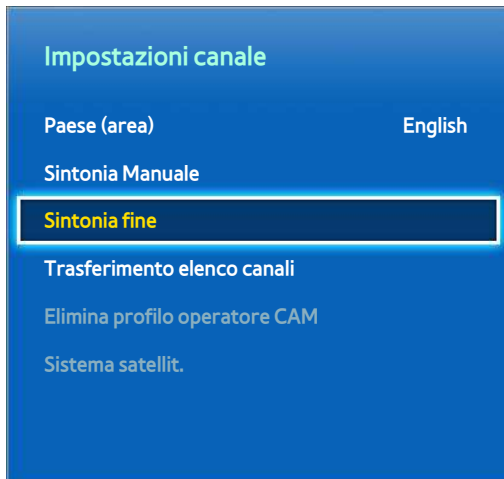 Impostazioni canale
Paese (area) English
Sintonia Manuale
Sintonia fine
Trasferimento elenco canali
Elimina profilo operatore CAM
Sistema satellit.